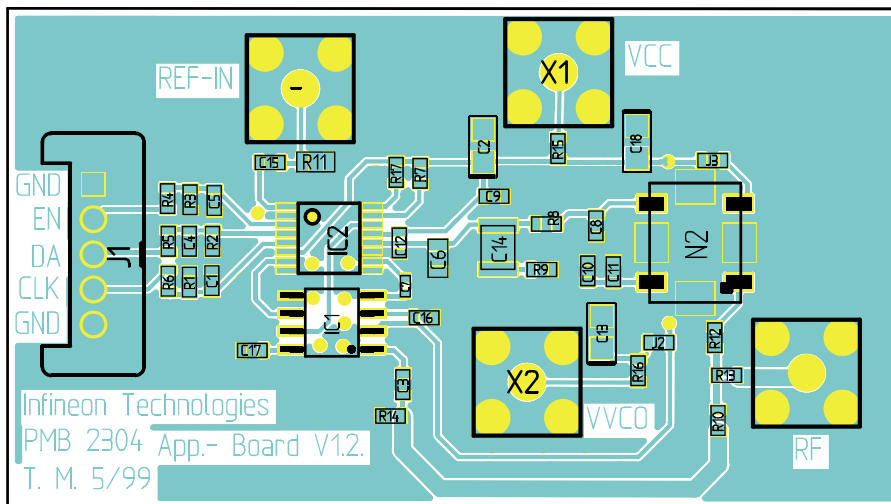 REF-IN
VCC
X1
-
C15
R11
R17
R7
C2
C9
R15
C18
J3
GND
EN
DA
CLK
GND
J1
R4
R3
C5
R5
C4
R2
R6
R1
C1
IC2
C12
C6
C14
R8
C8
R9
C10
C11
N2
C7
IC1
C16
C17
C3
R14
X2
VVCO
C13
R16
J2
R12
R13
R10
RF
Infineon Technologies
PMB 2304 App.- Board V1.2.
T. M. 5/99